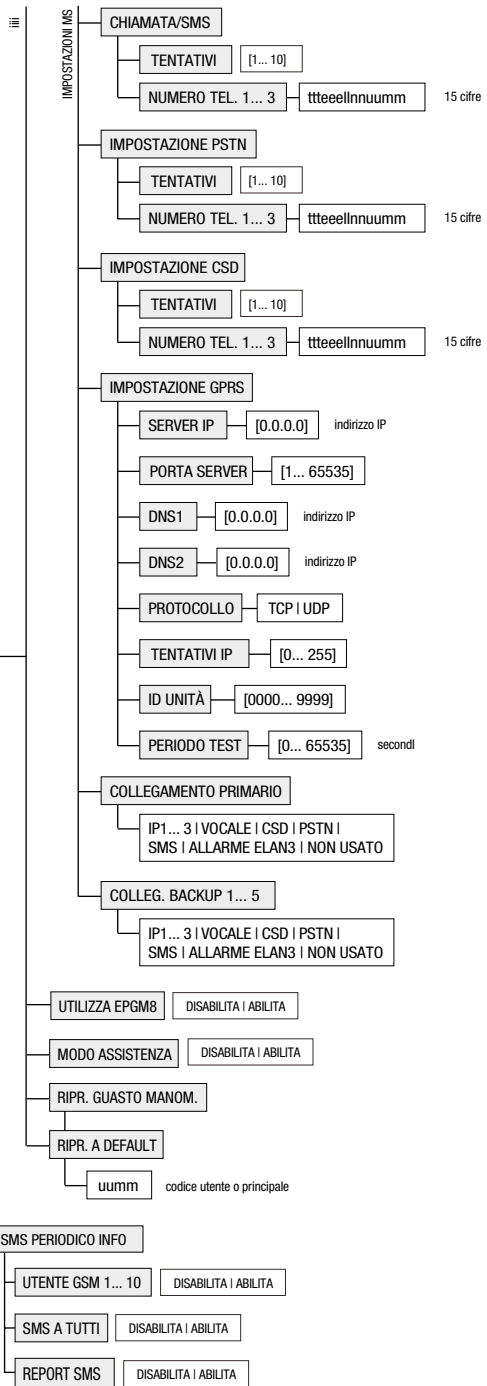 iiii
IMPOSTAZIONI MS
CHIAMATA/SMS
TENTATIVI [1... 10]
NUMERO TEL. 1... 3 ttteeellnnuumm 15 cifre
IMPOSTAZIONE PSTN
TENTATIVI [1... 10]
NUMERO TEL. 1... 3 ttteeellnnuumm 15 cifre
IMPOSTAZIONE CSD
TENTATIVI [1... 10]
NUMERO TEL. 1... 3 ttteeellnnuumm 15 cifre
IMPOSTAZIONE GPRS
SERVER IP [0.0.0.0] indirizzo IP
PORTA SERVER [1... 65535]
DNS1 [0.0.0.0] indirizzo IP
DNS2 [0.0.0.0] indirizzo IP
PROTOCOLLO TCP | UDP
TENTATIVI IP [0... 255]
ID UNITÀ [0000... 9999]
PERIODO TEST [0... 65535] secondI
COLLEGAMENTO PRIMARIO
IP1... 3 | VOCALE | CSD | PSTN |
SMS | ALLARME ELAN3 | NON USATO
COLLEG. BACKUP 1... 5
IP1... 3 | VOCALE | CSD | PSTN |
SMS | ALLARME ELAN3 | NON USATO
UTILIZZA EPGM8 DISABILITA | ABILITA
MODO ASSISTENZA DISABILITA | ABILITA
RIPR. GUASTO MANOM.
RIPR. A DEFAULT
uumm codice utente o principale
SMS PERIODICO INFO
UTENTE GSM 1... 10 DISABILITA | ABILITA
SMS A TUTTI DISABILITA | ABILITA
REPORT SMS DISABILITA | ABILITA